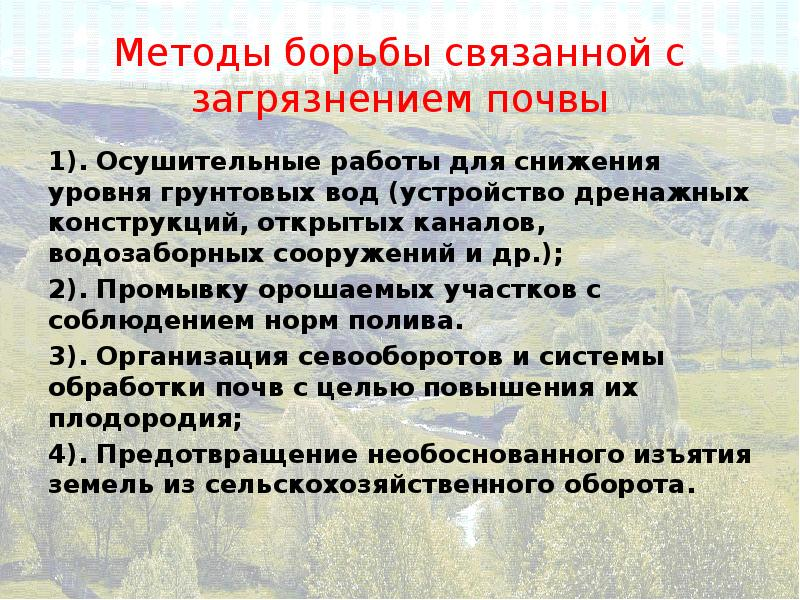 Методы борьбы связанной с
загрязнением почвы
1). Осушительные работы для снижения
уровня грунтовых вод (устройство дренажных
конструкций, открытых каналов,
водозаборных сооружений и др.);
2). Промывку орошаемых участков с
соблюдением норм полива.
3). Организация севооборотов и системы
обработки почв с целью повышения их
плодородия;
4). Предотвращение необоснованного изъятия
земель из сельскохозяйственного оборота.